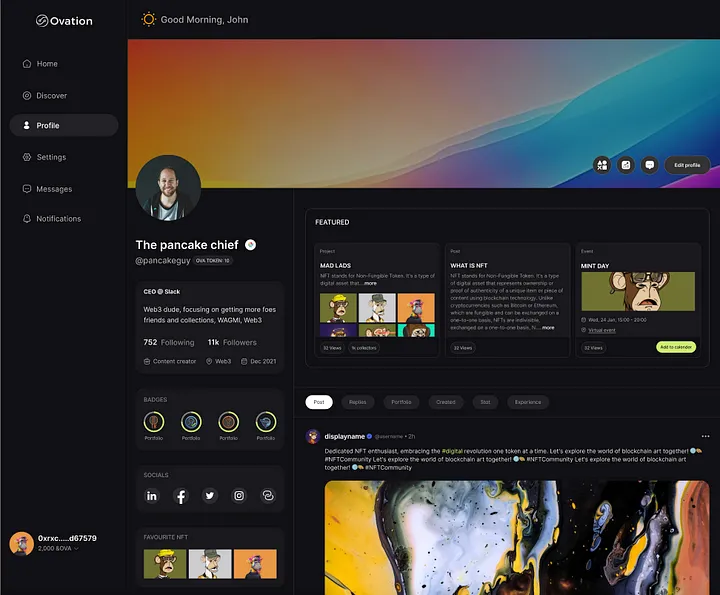 Ovation
Good Morning, John
Home
Discover
Profile
Settings
Messages
Notifications
0xrxc.....d67579
2,000 &OVA
Edit profile
The pancake chief
@pancakeguy OVA TOKEN: 10
CEO @ Slack
Web3 dude, focusing on getting more foes
friends and collections, WAGMI, Web3
752 Following 11k Followers
Content creator Web3 Dec 2021
BADGES
Portfolio Portfolio Portfolio Portfolio
SOCIALS
FAVOURITE NFT
FEATURED
Project
MAD LADS
NFT stands for Non-Fungible Token. It's a type of
digital asset that....more
32 Views 1k collectors
Post
WHAT IS NFT
NFT stands for Non-Fungible Token. It's a
type of digital asset that represents ownership or
proof of authenticity of a unique item or piece of
content using blockchain technology. Unlike
cryptocurrencies such as Bitcoin or Ethereum,
which are fungible and can be exchanged on a
one-to-one basis, NFTs are indivisible,
exchanged on a one-to-one basis, N....more
32 Views
Event
MINT DAY
Wed, 24 Jan, 15:00 - 20:00
Virtual event
32 Views Add to calender
Post Replies Portfolio Created Stat Experience
displayname @username • 2h
Dedicated NFT enthusiast, embracing the #digital revolution one token at a time. Let's explore the world of blockchain art together! 🌐🎨
#NFTCommunity Let's explore the world of blockchain art together! 🌐🎨 #NFTCommunity Let's explore the world of blockchain art
together! 🌐🎨 #NFTCommunity